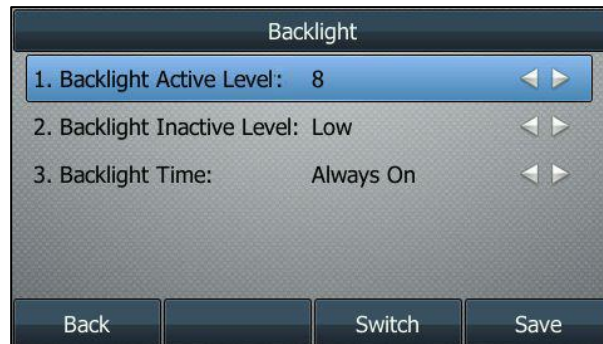 Backlight
1. Backlight Active Level: 8
2. Backlight Inactive Level: Low
3. Backlight Time: Always On
Back Switch Save